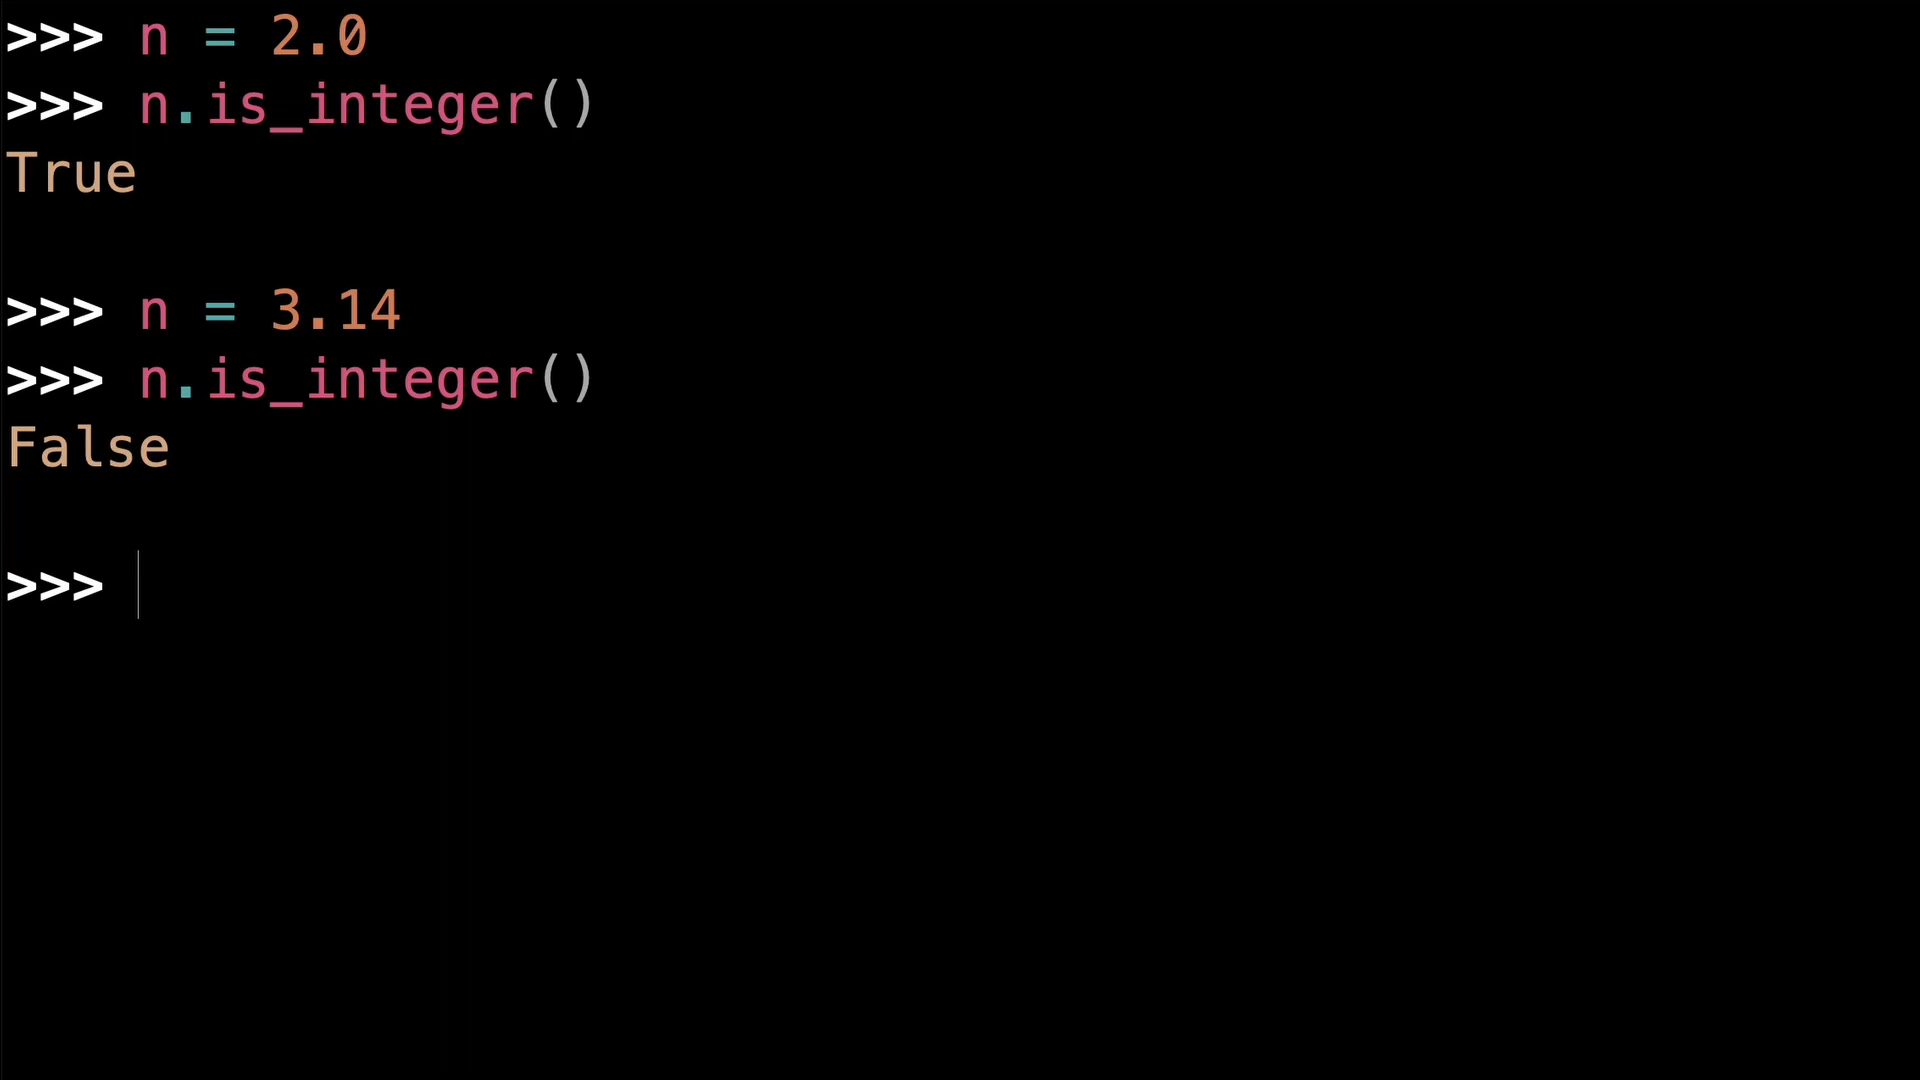 >>> n = 2.0
>>> n.is_integer()
True
>>> n = 3.14
>>> n.is_integer()
False
>>>